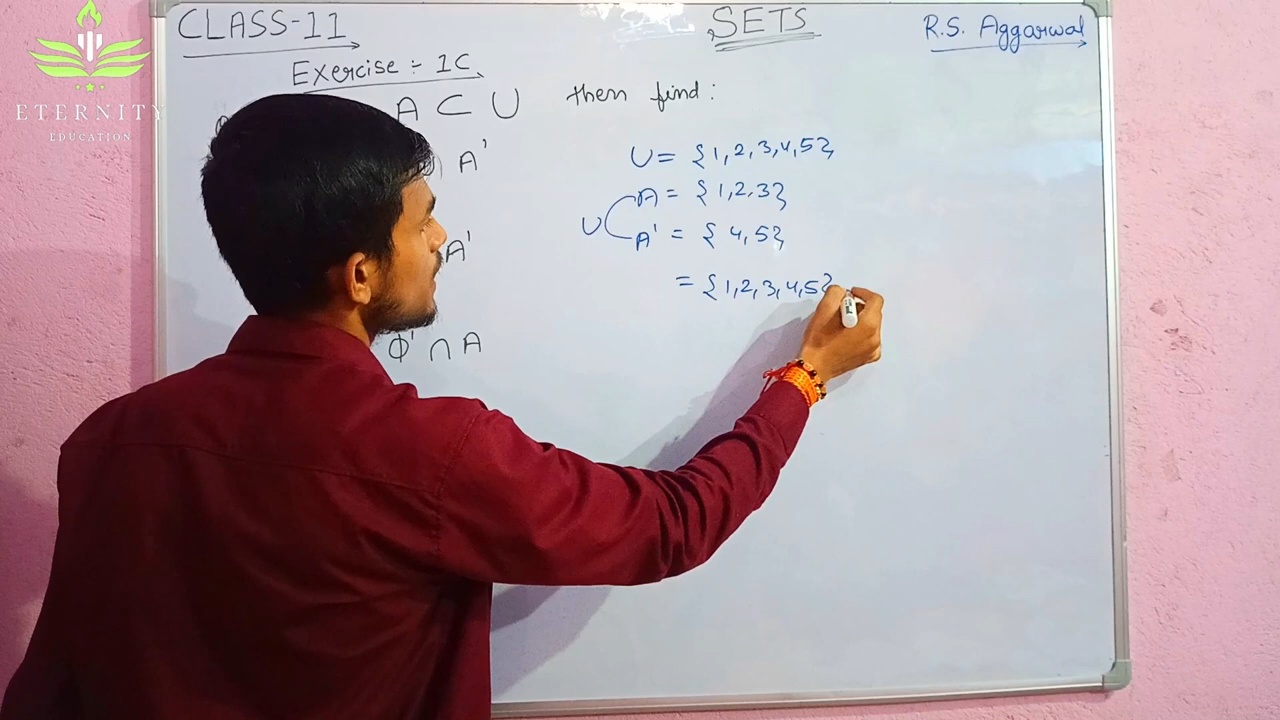 CLASS-11
SETS
R.S. Aggarwal
Exercise :- 1C
A ⊂ U then find :
A'
A'
φ' ∩ A
U = {1,2,3,4,5}
A = {1,2,3}
U
A' = {4,5}
= {1,2,3,4,5}
ETERNITY
EDUCATION